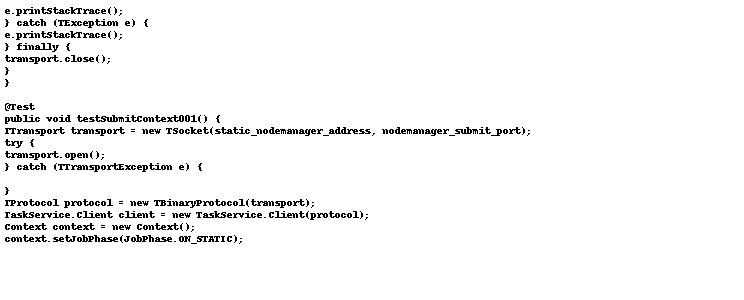 e.printStackTrace();
} catch (TException e) {
e.printStackTrace();
} finally {
transport.close();
}
}

@Test
public void testSubmitContext001() {
TTransport transport = new TSocket(static_nodemanager_address, nodemanager_submit_port);
try {
transport.open();
} catch (TTransportException e) {

}
TProtocol protocol = new TBinaryProtocol(transport);
TaskService.Client client = new TaskService.Client(protocol);
Context context = new Context();
context.setJobPhase(JobPhase.ON_STATIC);